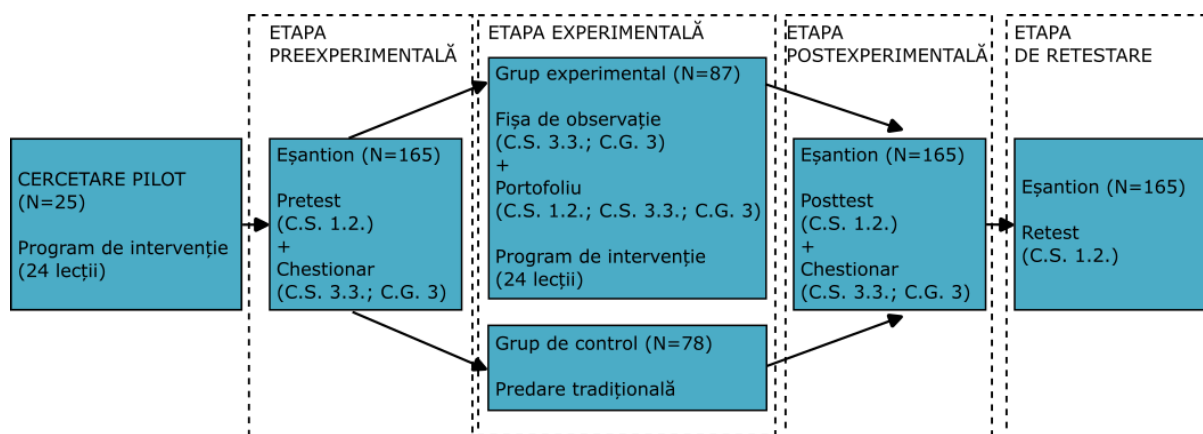 CERCETARE PILOT
(N=25)
Program de intervenție
(24 lecții)
ETAPA
PREEXPERIMENTALĂ
Eșantion (N=165)
Pretest
(C.S. 1.2.)
+
Chestionar
(C.S. 3.3.; C.G. 3)
ETAPA EXPERIMENTALĂ
Grup experimental (N=87)
Fișa de observație
(C.S. 3.3.; C.G. 3)
+
Portofoliu
(C.S. 1.2.; C.S. 3.3.; C.G. 3)
Program de intervenție
(24 lecții)
Grup de control (N=78)
Predare tradițională
ETAPA
POSTEXPERIMENTALĂ
Eșantion (N=165)
Posttest
(C.S. 1.2.)
+
Chestionar
(C.S. 3.3.; C.G. 3)
ETAPA
DE RETESTARE
Eșantion (N=165)
Retest
(C.S. 1.2.)